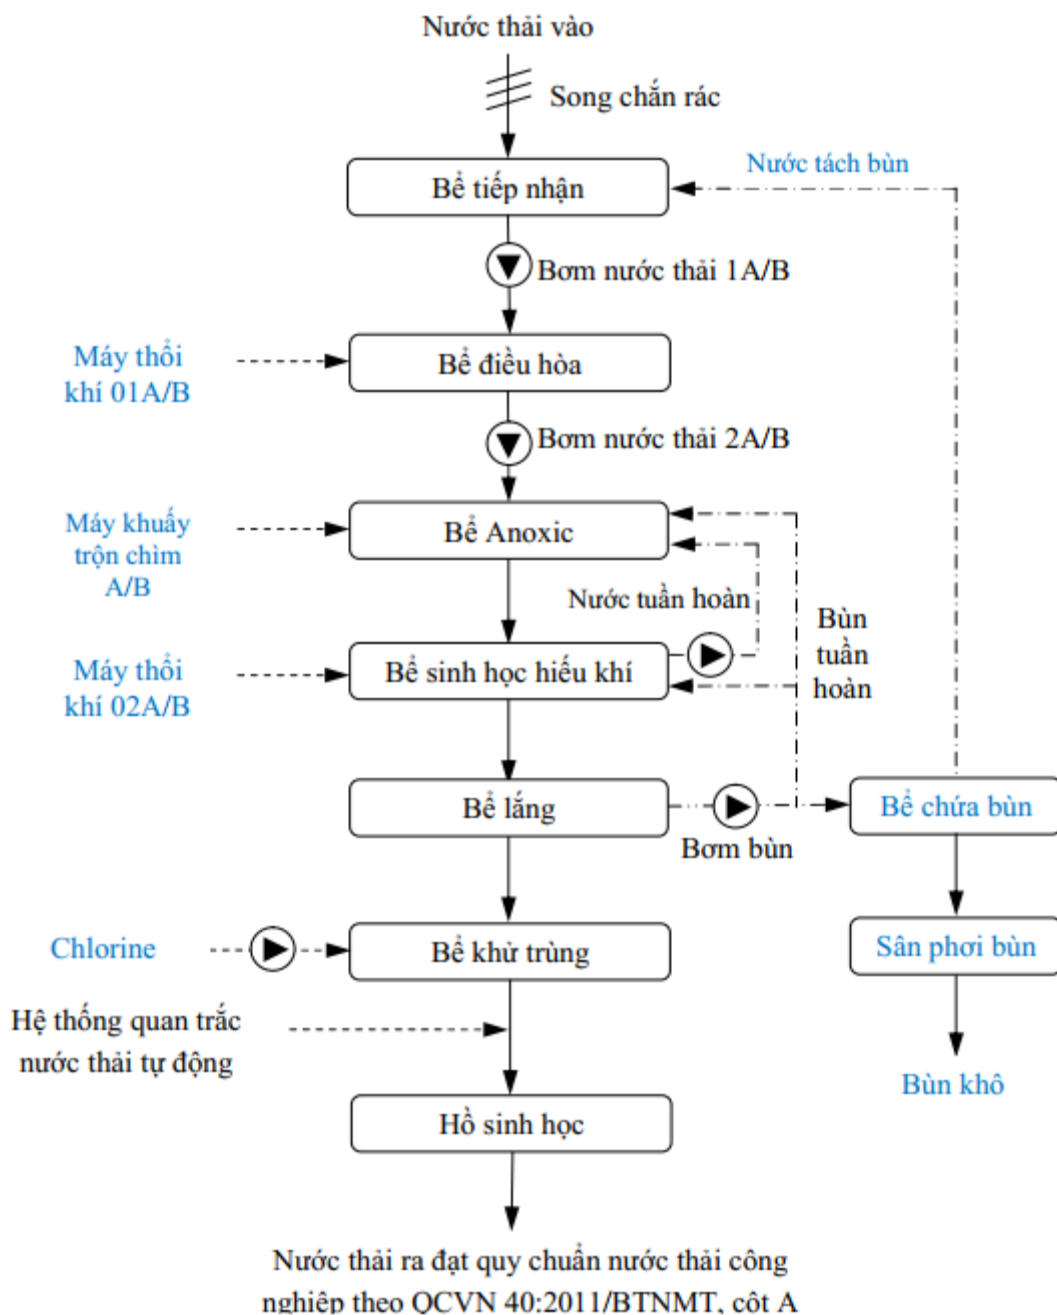 Nước thải vào
Song chắn rác
Nước tách bùn
Bể tiếp nhận
Bơm nước thải 1A/B
Máy thổi
khí 01A/B
Bể điều hòa
Bơm nước thải 2A/B
Máy khuấy
trộn chìm
A/B
Bể Anoxic
Nước tuần hoàn
Bùn
tuần
hoàn
Máy thổi
khí 02A/B
Bể sinh học hiếu khí
Bể lắng
Bơm bùn
Bể chứa bùn
Chlorine
Bể khử trùng
Sân phơi bùn
Hệ thống quan trắc
nước thải tự động
Bùn khô
Hồ sinh học
Nước thải ra đạt quy chuẩn nước thải công
nghiệp theo QCVN 40:2011/BTNMT, cột A